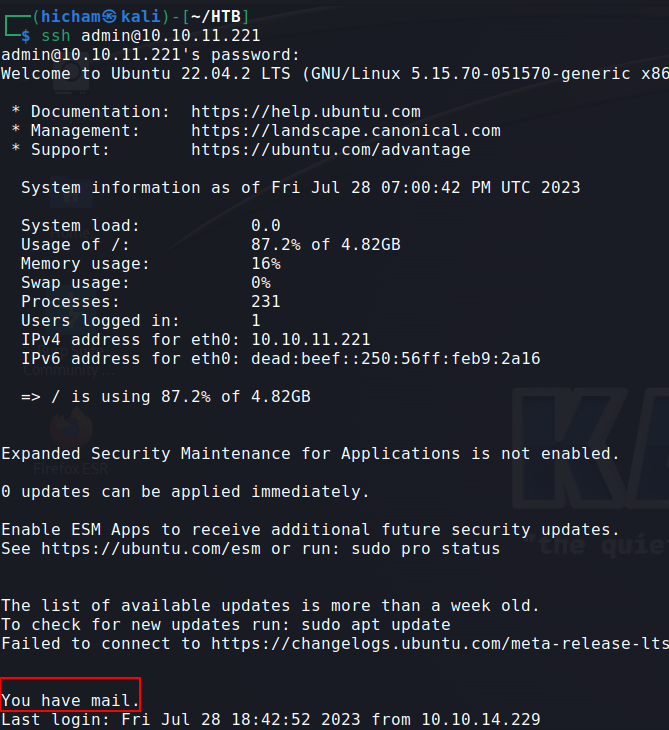 (hicham㉿kali)-[~/HTB]
$ ssh admin@10.10.11.221
admin@10.10.11.221's password:
Welcome to Ubuntu 22.04.2 LTS (GNU/Linux 5.15.70-051570-generic x86
* Documentation:  https://help.ubuntu.com
* Management:     https://landscape.canonical.com
* Support:        https://ubuntu.com/advantage
System information as of Fri Jul 28 07:00:42 PM UTC 2023
System load:            0.0
Usage of /:             87.2% of 4.82GB
Memory usage:           16%
Swap usage:             0%
Processes:              231
Users logged in:        1
IPv4 address for eth0: 10.10.11.221
IPv6 address for eth0: dead:beef::250:56ff:feb9:2a16
Community ...
=> / is using 87.2% of 4.82GB
Expanded Security Maintenance for Applications is not enabled.
Firefox ESR
0 updates can be applied immediately.
Enable ESM Apps to receive additional future security updates.
See https://ubuntu.com/esm or run: sudo pro status
"the quie
The list of available updates is more than a week old.
To check for new updates run: sudo apt update
Failed to connect to https://changelogs.ubuntu.com/meta-release-lts
You have mail.
Last login: Fri Jul 28 18:42:52 2023 from 10.10.14.229